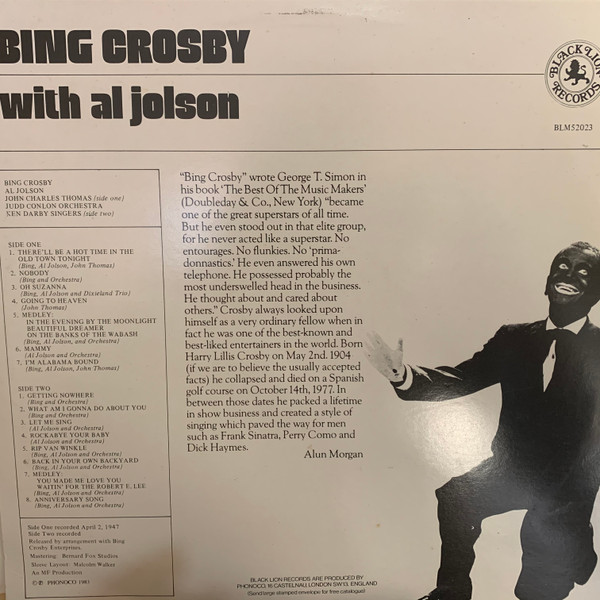 BING CROSBY
with al jolson
BLACK LION RECORDS
BLM52023
BING CROSBY
AL JOLSON
JOHN CHARLES THOMAS (side one)
JUDD CONLON ORCHESTRA
KEN DARBY SINGERS (side two)
SIDE ONE
1. THERE'LL BE A HOT TIME IN THE
OLD TOWN TONIGHT
(Bing, Al Jolson, John Thomas)
2. NOBODY
(Bing and Orchestra)
3. OH SUZANNA
(Bing, Al Jolson and Dixieland Trio)
4. GOING TO HEAVEN
(John Thomas)
5. MEDLEY:
IN THE EVENING BY THE MOONLIGHT
BEAUTIFUL DREAMER
ON THE BANKS OF THE WABASH
(Bing, Al Jolson, and Orchestra)
6. MAMMY
(Al Jolson and Orchestra)
7. I'M ALABAMA BOUND
(Bing, Al Jolson, John Thomas)
SIDE TWO
1. GETTING NOWHERE
(Bing and Orchestra)
2. WHAT AM I GONNA DO ABOUT YOU
(Bing and Orchestra)
3. LET ME SING
(Al Jolson and Orchestra)
4. ROCKABYE YOUR BABY
(Al Jolson and Orchestra)
5. RIP VAN WINKLE
(Bing, Al Jolson and Orchestra)
6. BACK IN YOUR OWN BACKYARD
(Bing, Al Jolson and Orchestra)
7. MEDLEY:
YOU MADE ME LOVE YOU
WAITIN' FOR THE ROBERT E. LEE
(Bing, Al Jolson and Orchestra)
8. ANNIVERSARY SONG
(Bing, Al Jolson and Orchestra)
Side One recorded April 2, 1947
Side Two recorded
Released by arrangement with Bing
Crosby Enterprises.
Mastering: Bernard Fox Studios
Sleeve Layout: Malcolm Walker
An MF Production
©℗ PHONOCO 1981
"Bing Crosby" wrote George T. Simon in
his book 'The Best Of The Music Makers'
(Doubleday & Co., New York) "became
one of the great superstars of all time.
But he even stood out in that elite group,
for he never acted like a superstar. No
entourages. No flunkies. No 'prima-
donnastics.' He even answered his own
telephone. He possessed probably the
most underswelled head in the business.
He thought about and cared about
others." Crosby always looked upon
himself as a very ordinary fellow when in
fact he was one of the best-known and
best-liked entertainers in the world. Born
Harry Lillis Crosby on May 2nd. 1904
(if we are to believe the usually accepted
facts) he collapsed and died on a Spanish
golf course on October 14th, 1977. In
between those dates he packed a lifetime
in show business and created a style of
singing which paved the way for men
such as Frank Sinatra, Perry Como and
Dick Haymes.
Alun Morgan
BLACK LION RECORDS ARE PRODUCED BY
PHONOCO, 16 CASTELNAU, LONDON SW13, ENGLAND
(Send large stamped envelope for free catalogue)